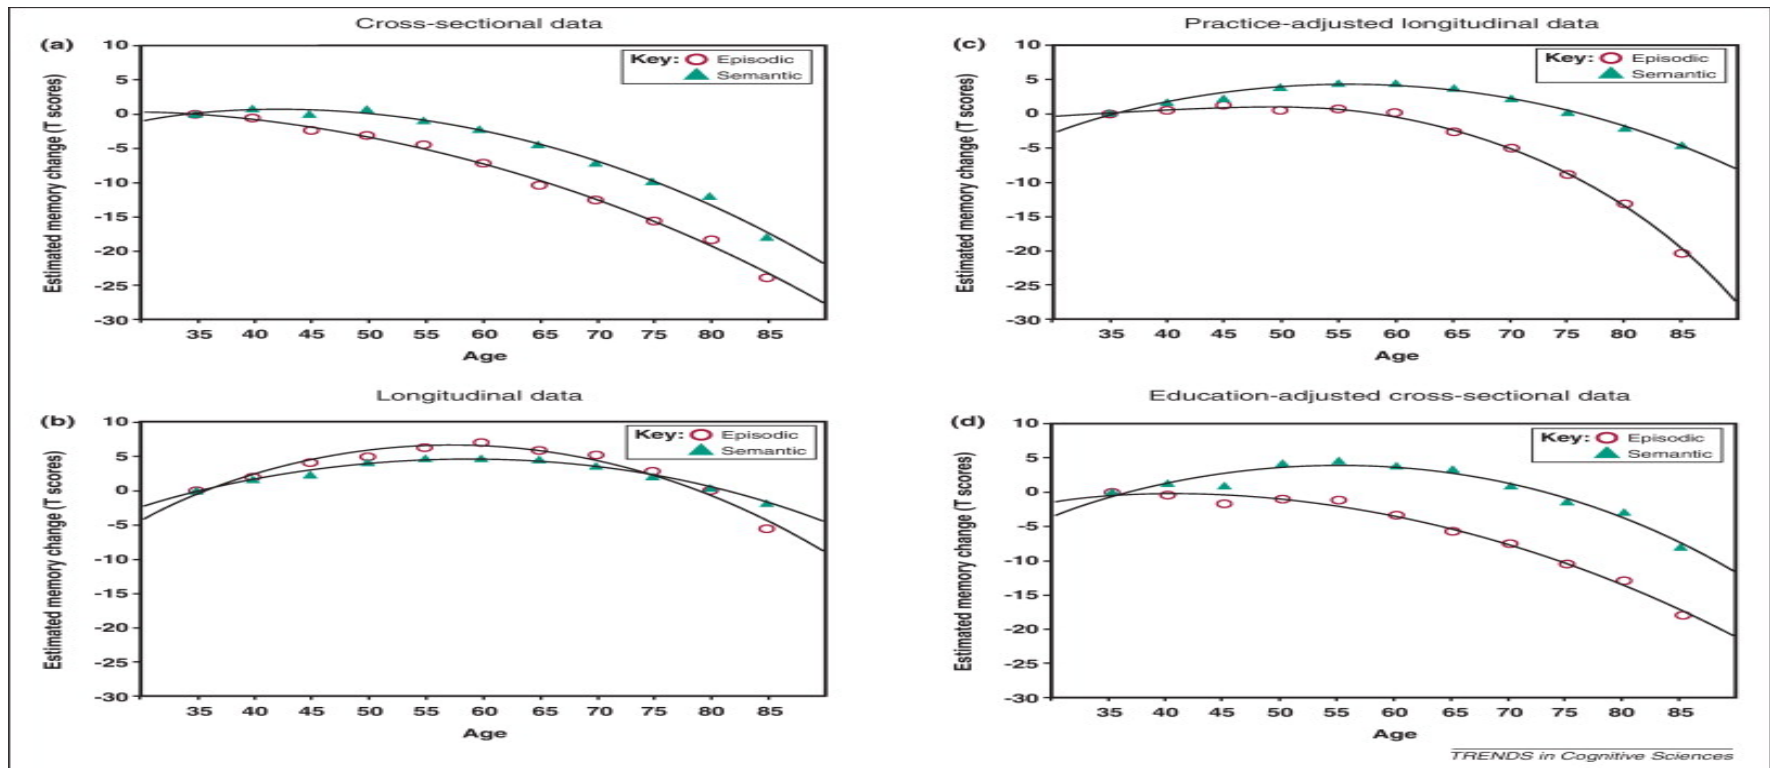 Cross-sectional data
(a)
Key: Episodic
Semantic
Estimated memory change (T scores)
10
5
0
-5
-10
-15
-20
-25
-30
35 40 45 50 55 60 65 70 75 80 85
Age
Practice-adjusted longitudinal data
(c)
Key: Episodic
Semantic
Estimated memory change (T scores)
10
5
0
-5
-10
-15
-20
-25
-30
35 40 45 50 55 60 65 70 75 80 85
Age
Longitudinal data
(b)
Key: Episodic
Semantic
Estimated memory change (T scores)
10
5
0
-5
-10
-15
-20
-25
-30
35 40 45 50 55 60 65 70 75 80 85
Age
Education-adjusted cross-sectional data
(d)
Key: Episodic
Semantic
Estimated memory change (T scores)
10
5
0
-5
-10
-15
-20
-25
-30
35 40 45 50 55 60 65 70 75 80 85
Age
TRENDS in Cognitive Sciences